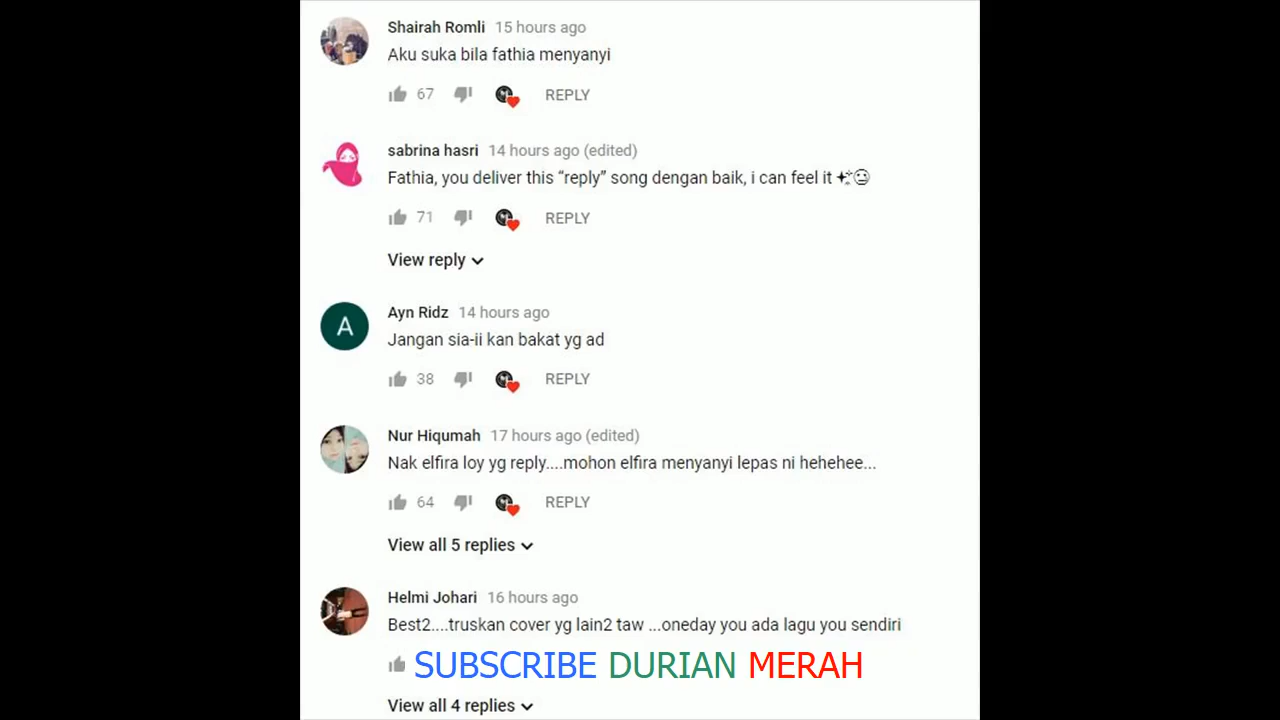 Shairah Romli 15 hours ago
Aku suka bila fathia menyanyi
67 REPLY
sabrina hasri 14 hours ago (edited)
Fathia, you deliver this “reply” song dengan baik, i can feel it
71 REPLY
View reply
A
Ayn Ridz 14 hours ago
Jangan sia-ii kan bakat yg ad
38 REPLY
Nur Hiqumah 17 hours ago (edited)
Nak elfira loy yg reply....mohon elfira menyanyi lepas ni hehehee...
64 REPLY
View all 5 replies
Helmi Johari 16 hours ago
Best2....truskan cover yg lain2 taw ...oneday you ada lagu you sendiri
SUBSCRIBE DURIAN MERAH
View all 4 replies